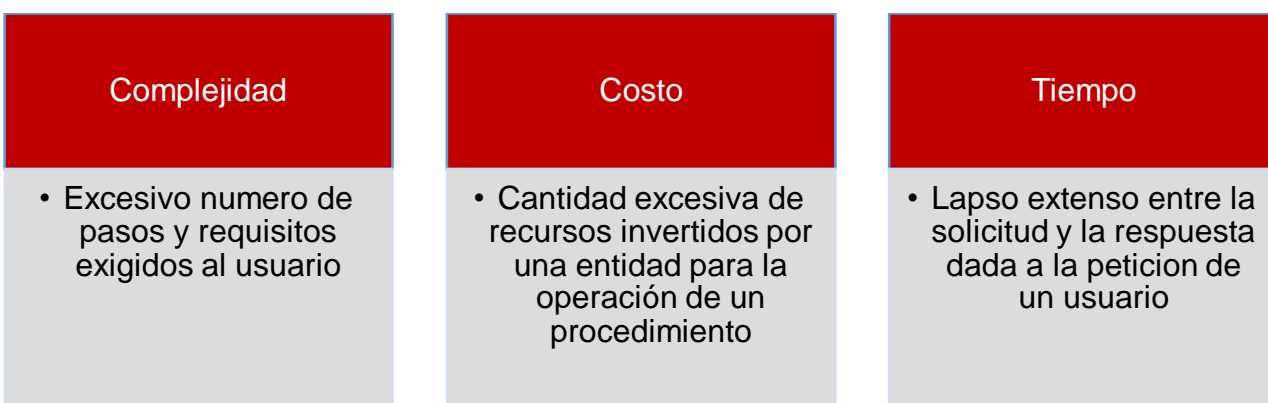 Complejidad
• Excesivo numero de
pasos y requisitos
exigidos al usuario
Costo
• Cantidad excesiva de
recursos invertidos por
una entidad para la
operación de un
procedimiento
Tiempo
• Lapso extenso entre la
solicitud y la respuesta
dada a la peticion de
un usuario